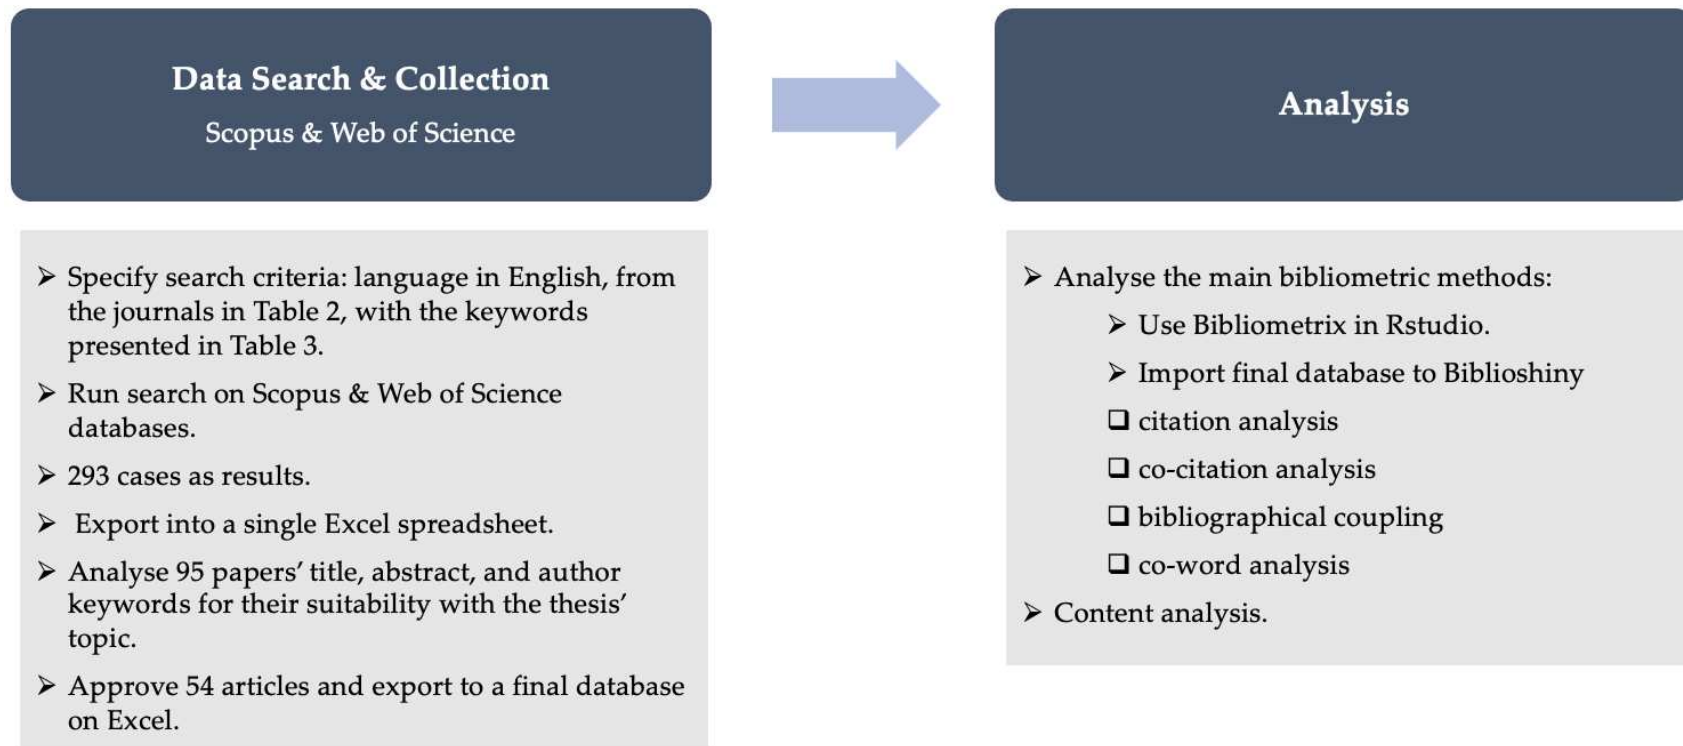 Data Search & Collection
Scopus & Web of Science
➤ Specify search criteria: language in English, from
the journals in Table 2, with the keywords
presented in Table 3.
➤ Run search on Scopus & Web of Science
databases.
➤ 293 cases as results.
➤ Export into a single Excel spreadsheet.
➤ Analyse 95 papers’ title, abstract, and author
keywords for their suitability with the thesis’
topic.
➤ Approve 54 articles and export to a final database
on Excel.
Analysis
➤ Analyse the main bibliometric methods:
➤ Use Bibliometrix in Rstudio.
➤ Import final database to Biblioshiny
❑ citation analysis
❑ co-citation analysis
❑ bibliographical coupling
❑ co-word analysis
➤ Content analysis.